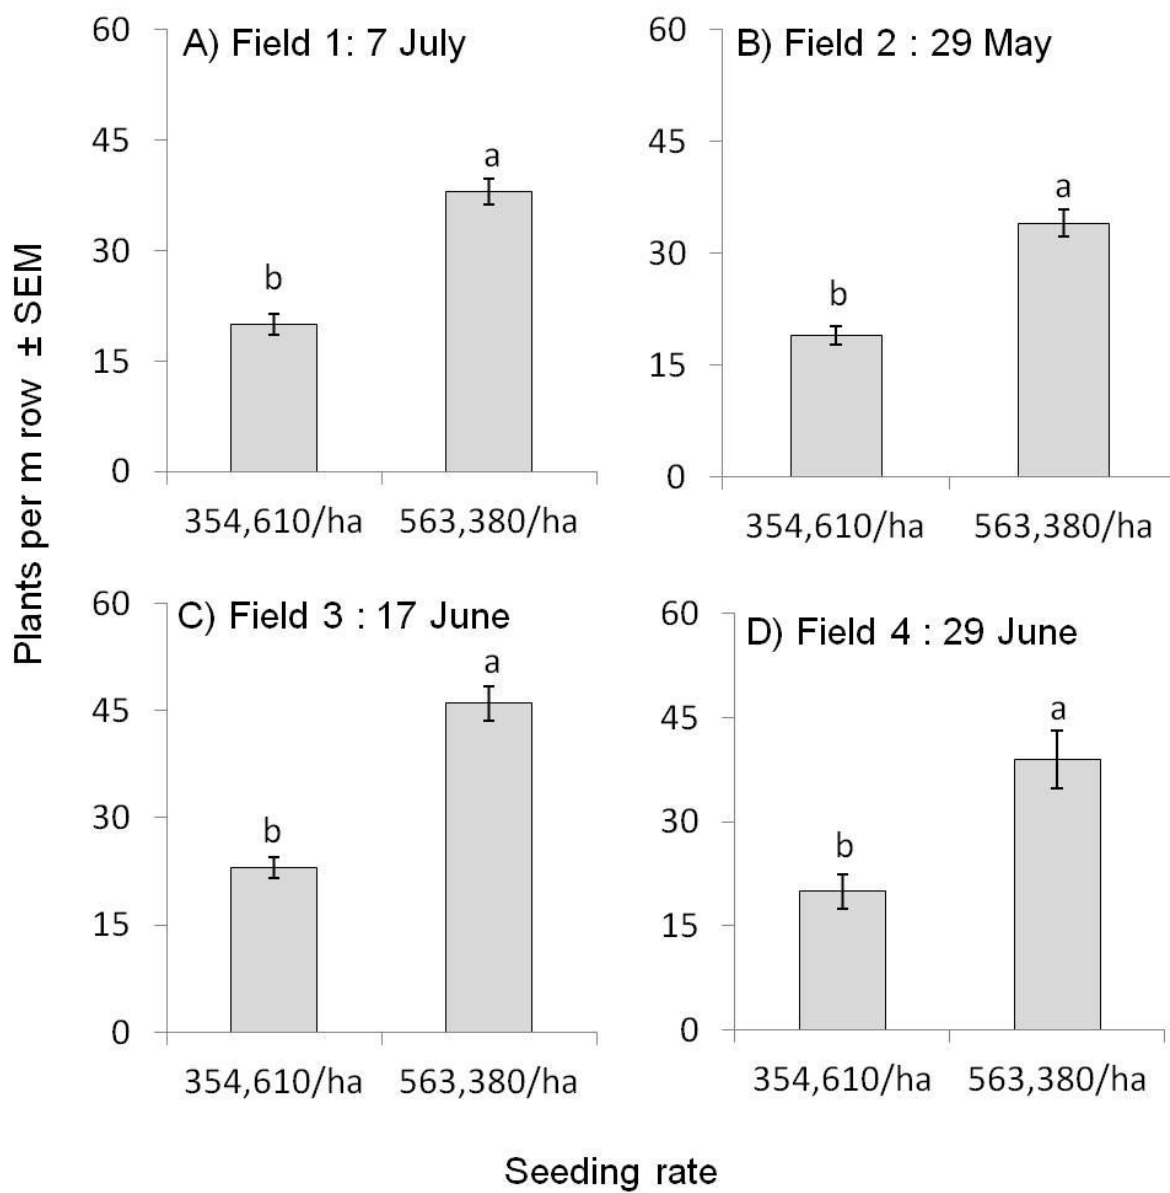 Plants per m row ± SEM
A) Field 1: 7 July
60
45
30
15
0
b
a
354,610/ha
563,380/ha
B) Field 2 : 29 May
60
45
30
15
0
b
a
354,610/ha
563,380/ha
C) Field 3 : 17 June
60
45
30
15
0
b
a
354,610/ha
563,380/ha
D) Field 4 : 29 June
60
45
30
15
0
b
a
354,610/ha
563,380/ha
Seeding rate